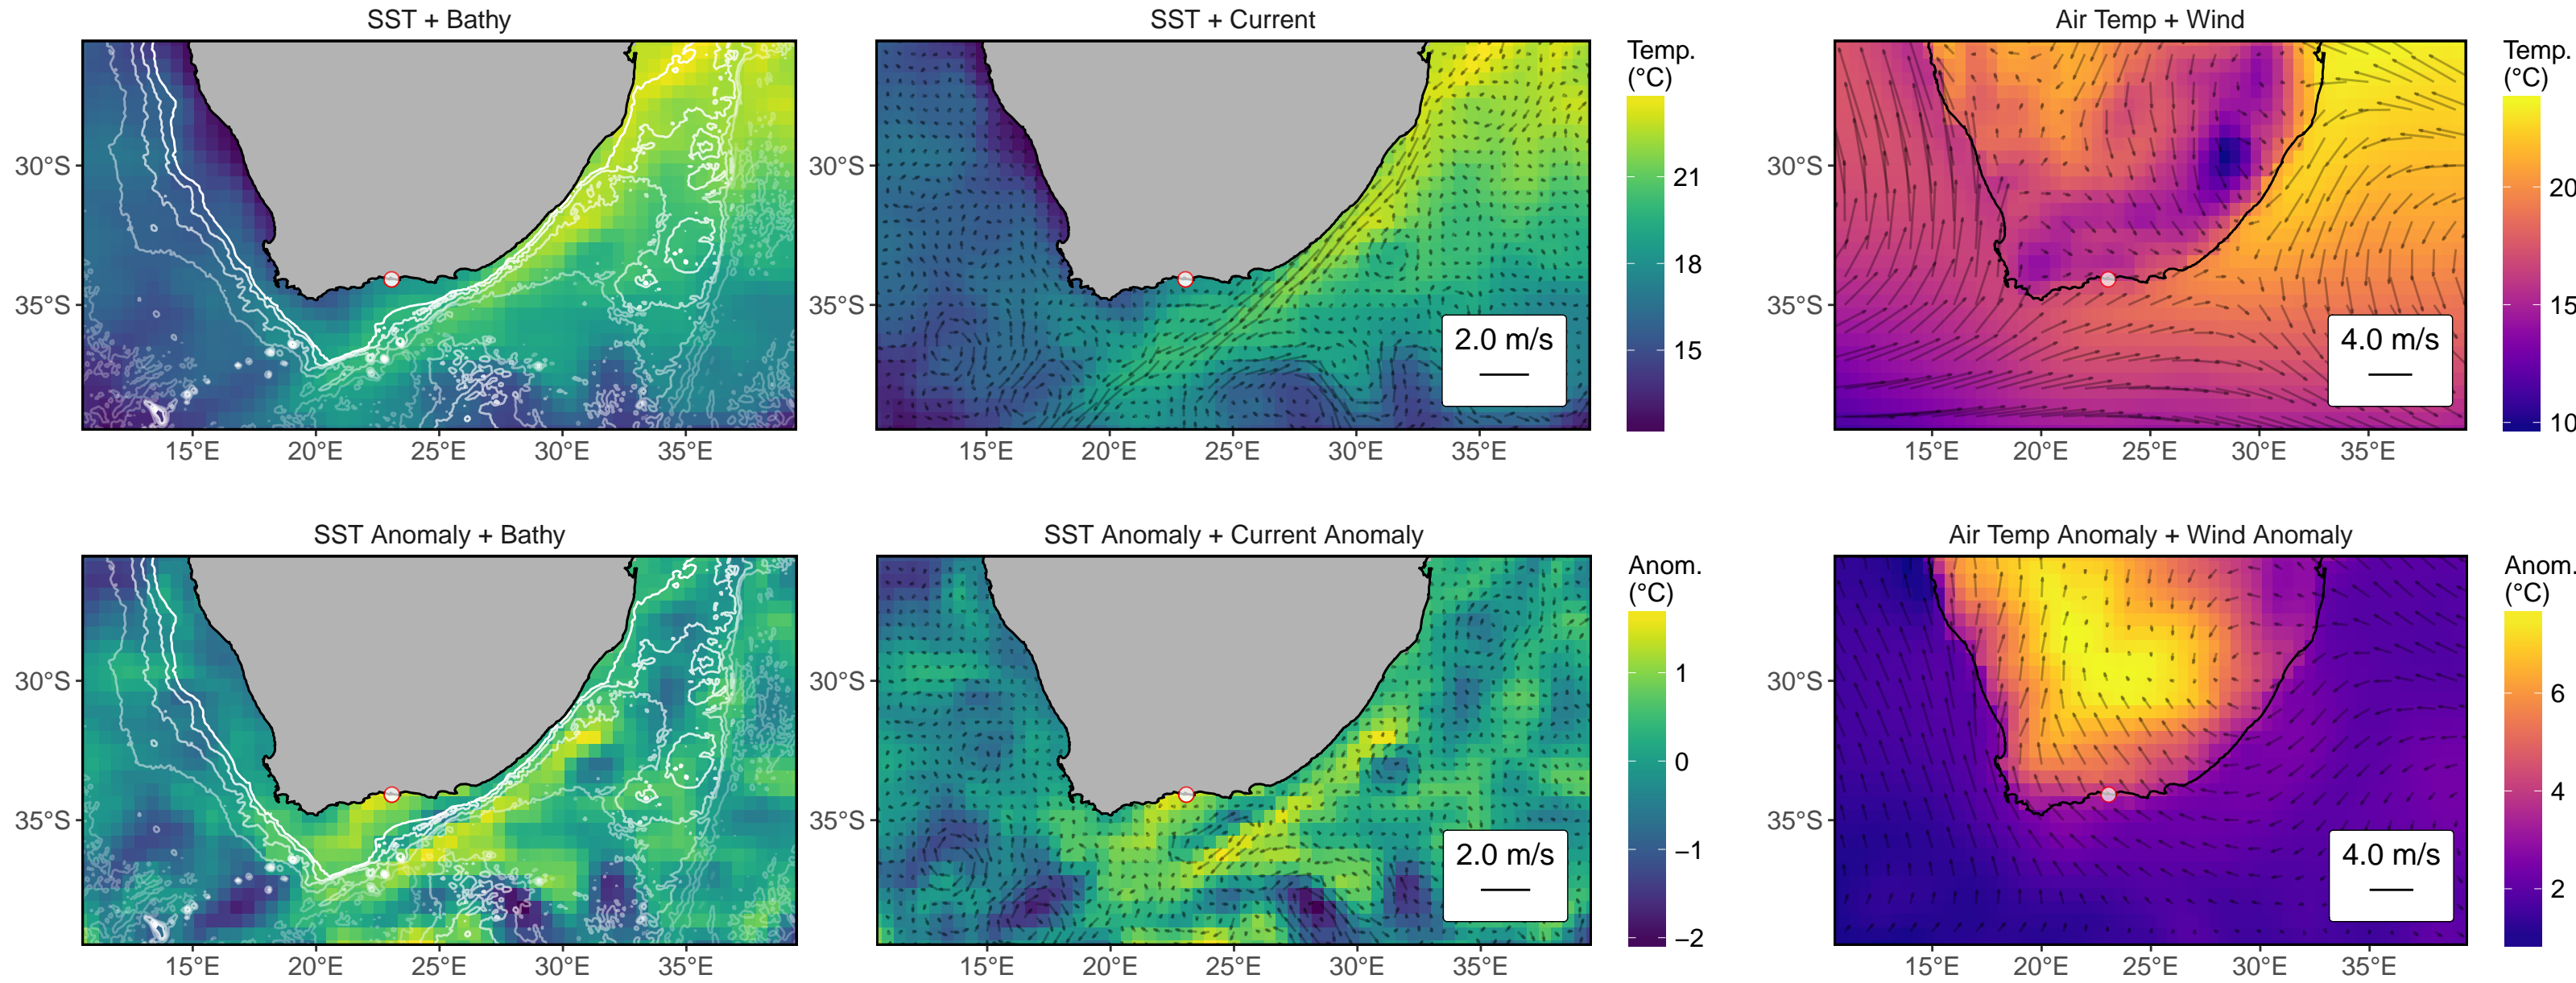 SST + Bathy
SST + Current
Air Temp + Wind
30°S
35°S
15°E 20°E 25°E 30°E 35°E
30°S
35°S
2.0 m/s
15°E 20°E 25°E 30°E 35°E
Temp.
(°C)
21
18
15
30°S
35°S
4.0 m/s
15°E 20°E 25°E 30°E 35°E
Temp.
(°C)
20
15
10
SST Anomaly + Bathy
SST Anomaly + Current Anomaly
Air Temp Anomaly + Wind Anomaly
30°S
35°S
15°E 20°E 25°E 30°E 35°E
30°S
35°S
2.0 m/s
15°E 20°E 25°E 30°E 35°E
Anom.
(°C)
1
0
−1
−2
30°S
35°S
4.0 m/s
15°E 20°E 25°E 30°E 35°E
Anom.
(°C)
6
4
2